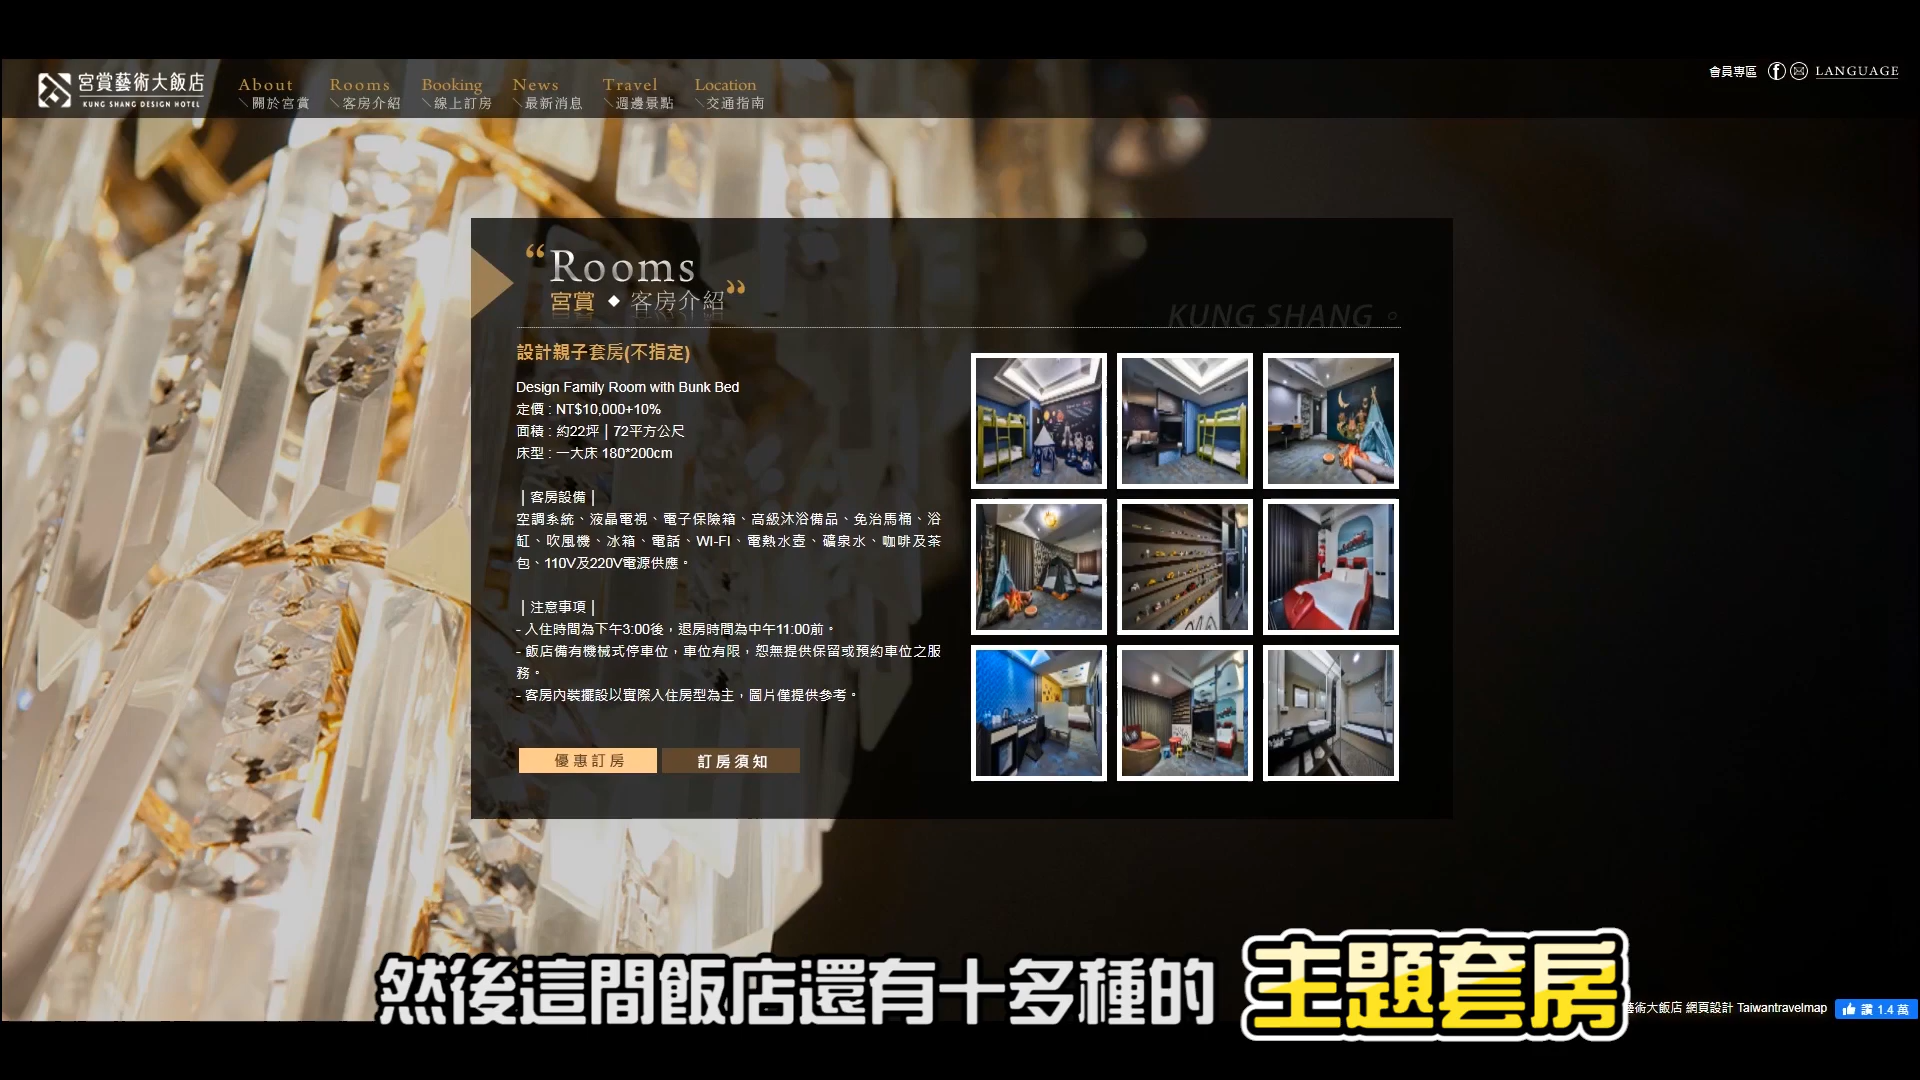 宮賞藝術大飯店
KUNG SHANG DESIGN HOTEL
About
關於宮賞
Rooms
客房介紹
Booking
線上訂房
News
最新消息
Travel
週邊景點
Location
交通指南
會員專區
LANGUAGE
“Rooms
宮賞 ◆ 客房介紹”
KUNG SHANG。
設計親子套房(不指定)
Design Family Room with Bunk Bed
定價 : NT$10,000+10%
面積 : 約22坪│72平方公尺
床型 : 一大床 180*200cm
│客房設備│
空調系統、液晶電視、電子保險箱、高級沐浴備品、免治馬桶、浴
缸、吹風機、冰箱、電話、WI-FI、電熱水壺、礦泉水、咖啡及茶
包、110V及220V電源供應。
│注意事項│
- 入住時間為下午3:00後，退房時間為中午11:00前。
- 飯店備有機械式停車位，車位有限，恕無提供保留或預約車位之服
務。
- 客房內裝擺設以實際入住房型為主，圖片僅提供參考。
優惠訂房
訂房須知
然後這間飯店還有十多種的 主題套房
藝術大飯店 網頁設計 Taiwantravelmap
讚 1.4 萬